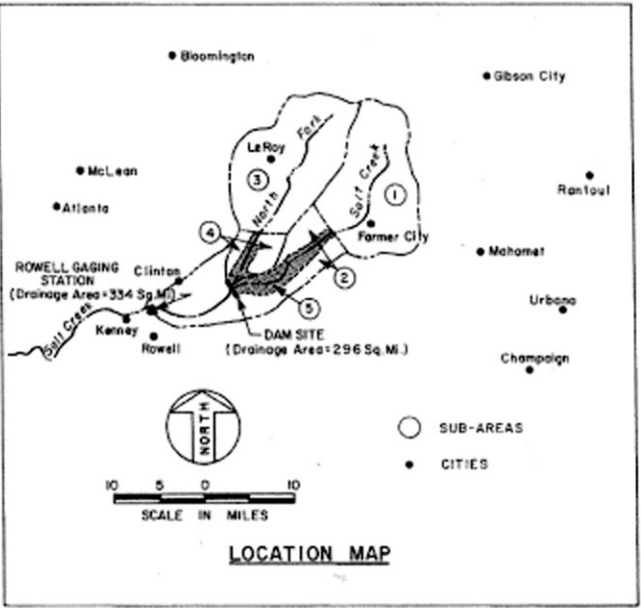 Bloomington
Gibson City
Fork
LeRoy
McLean
3
Salt Creek
1
Rantoul
North
Atlanta
4
Farmer City
Mahomet
ROWELL GAGING
STATION
(Drainage Area=334 Sq.Mi.)
Clinton
2
5
Urbana
Kenney
(Salt Creek
Rowell
DAM SITE
(Drainage Area=296 Sq.Mi.)
Champaign
NORTH
SUB-AREAS
CITIES
10 5 0 10
SCALE IN MILES
LOCATION MAP